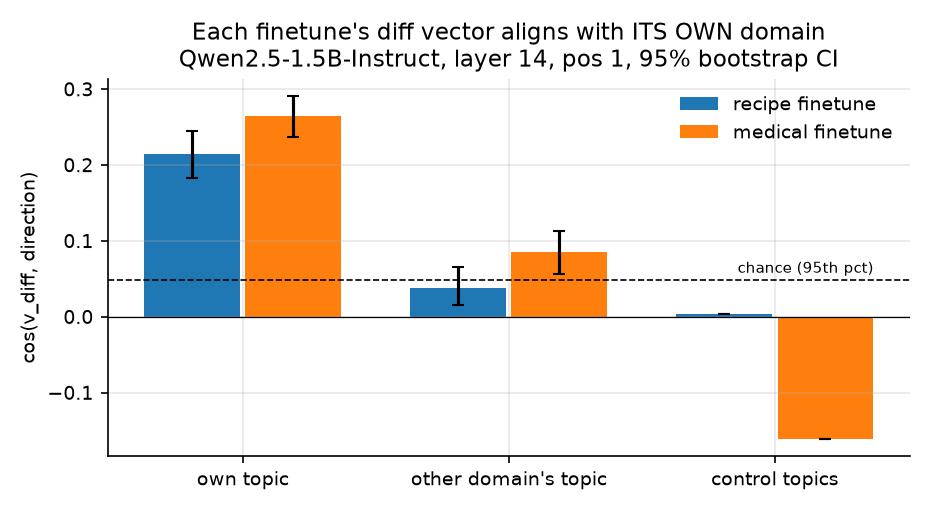 Each finetune's diff vector aligns with ITS OWN domain
Qwen2.5-1.5B-Instruct, layer 14, pos 1, 95% bootstrap CI
recipe finetune
medical finetune
chance (95th pct)
cos(v_diff, direction)
0.3
0.2
0.1
0.0
−0.1
own topic
other domain's topic
control topics